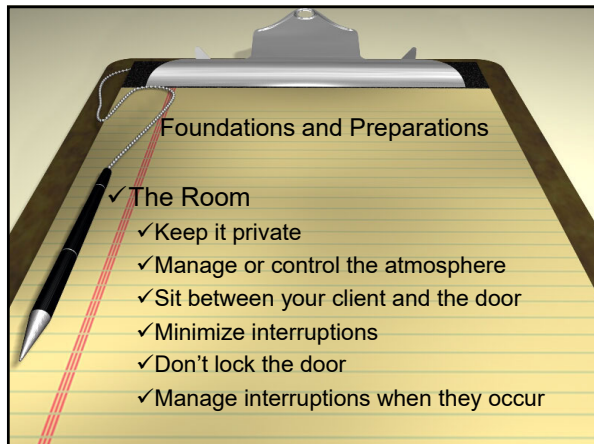 Foundations and Preparations
✓The Room
✓Keep it private
✓Manage or control the atmosphere
✓Sit between your client and the door
✓Minimize interruptions
✓Don’t lock the door
✓Manage interruptions when they occur